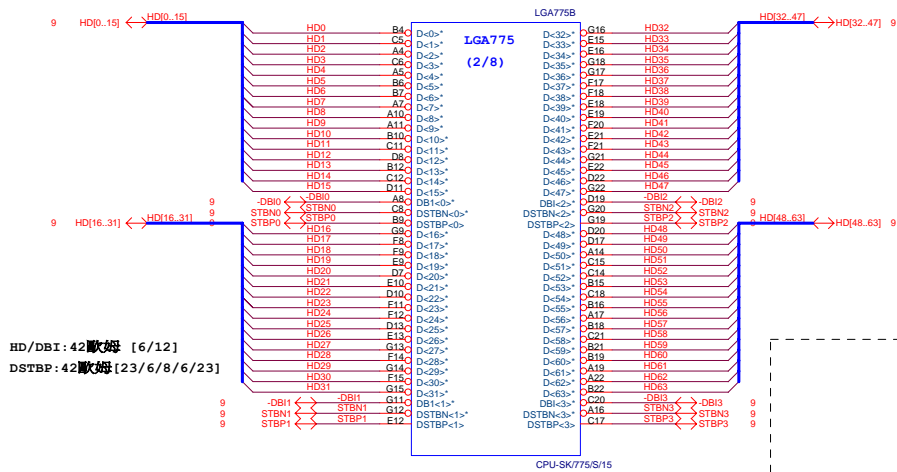 LGA775B
9 HD[0..15] HD[0..15] HD[32..47] HD[32..47] 9
LGA775
(2/8)
HD0 B4 D<0>* D<32>* G16 HD32
HD1 C5 D<1>* D<33>* E15 HD33
HD2 A4 D<2>* D<34>* E16 HD34
HD3 C6 D<3>* D<35>* G18 HD35
HD4 A5 D<4>* D<36>* G17 HD36
HD5 B6 D<5>* D<37>* F17 HD37
HD6 B7 D<6>* D<38>* F18 HD38
HD7 A7 D<7>* D<39>* E18 HD39
HD8 A10 D<8>* D<40>* E19 HD40
HD9 A11 D<9>* D<41>* F20 HD41
HD10 B10 D<10>* D<42>* E21 HD42
HD11 C11 D<11>* D<43>* F21 HD43
HD12 D8 D<12>* D<44>* G21 HD44
HD13 B12 D<13>* D<45>* E22 HD45
HD14 C12 D<14>* D<46>* D22 HD46
HD15 D11 D<15>* D<47>* G22 HD47
9 -DBI0 -DBI0 A8 DB1<0>* DBI<2>* D19 -DBI2 -DBI2 9
9 STBN0 STBN0 C8 DSTBN<0>* DSTBN<2>* G20 STBN2 STBN2 9
9 STBP0 STBP0 B9 DSTBP<0> DSTBP<2> G19 STBP2 STBP2 9
9 HD[16..31] HD[16..31] HD[48..63] HD[48..63] 9
HD16 G9 D<16>* D<48>* D20 HD48
HD17 F8 D<17>* D<49>* D17 HD49
HD18 F9 D<18>* D<50>* A14 HD50
HD19 E9 D<19>* D<51>* C15 HD51
HD20 D7 D<20>* D<52>* C14 HD52
HD21 E10 D<21>* D<53>* B15 HD53
HD22 D10 D<22>* D<54>* C18 HD54
HD23 F11 D<23>* D<55>* B16 HD55
HD24 F12 D<24>* D<56>* A17 HD56
HD25 D13 D<25>* D<57>* B18 HD57
HD26 E13 D<26>* D<58>* C21 HD58
HD27 G13 D<27>* D<59>* B21 HD59
HD28 F14 D<28>* D<60>* B19 HD60
HD29 G14 D<29>* D<61>* A19 HD61
HD30 F15 D<30>* D<62>* A22 HD62
HD31 G15 D<31>* D<63>* B22 HD63
9 -DBI1 -DBI1 G11 DB1<1>* DBI<3>* C20 -DBI3 -DBI3 9
9 STBN1 STBN1 G12 DSTBN<1>* DSTBN<3>* A16 STBN3 STBN3 9
9 STBP1 STBP1 E12 DSTBP<1> DSTBP<3> C17 STBP3 STBP3 9
HD/DBI:42歐姆 [6/12]
DSTBP:42歐姆[23/6/8/6/23]
CPU-SK/775/S/15